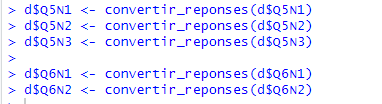 > d$Q5N1 <- convertir_reponses(d$Q5N1)
> d$Q5N2 <- convertir_reponses(d$Q5N2)
> d$Q5N3 <- convertir_reponses(d$Q5N3)
>
> d$Q6N1 <- convertir_reponses(d$Q6N1)
> d$Q6N2 <- convertir_reponses(d$Q6N2)
>